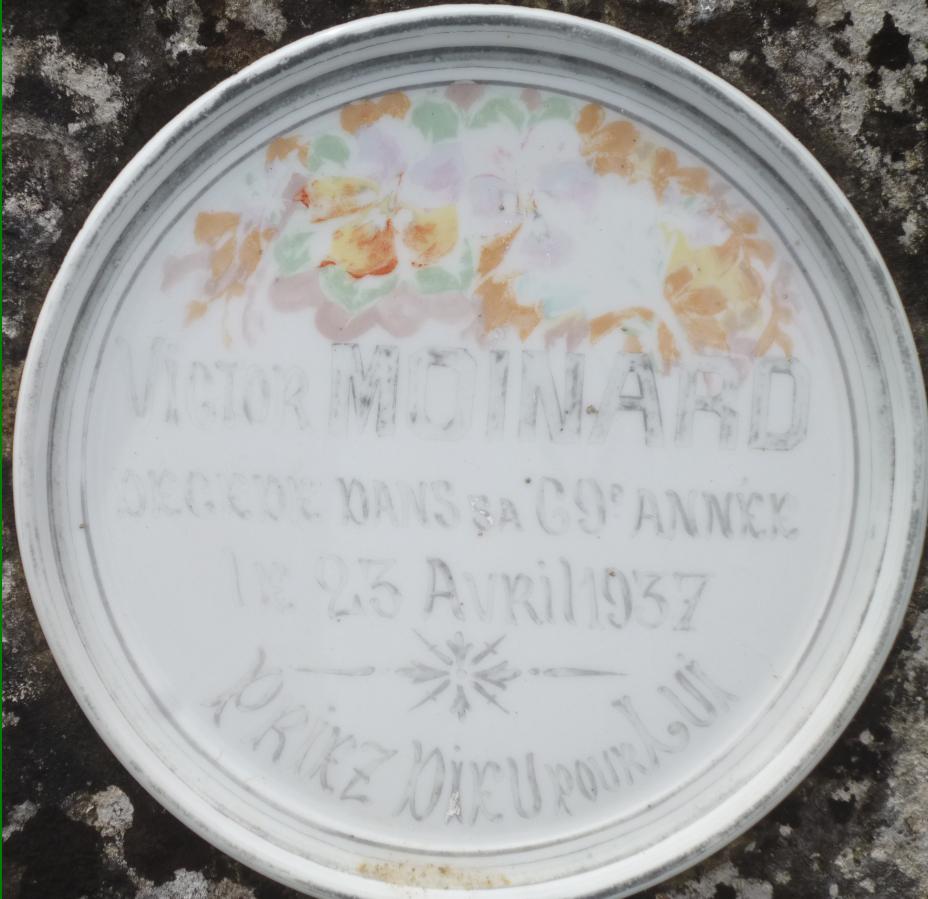 Victor MOINARD
DÉCÉDÉ DANS SA 69e ANNÉE
le 23 Avril 1937
PRIEZ DIEU POUR LUI